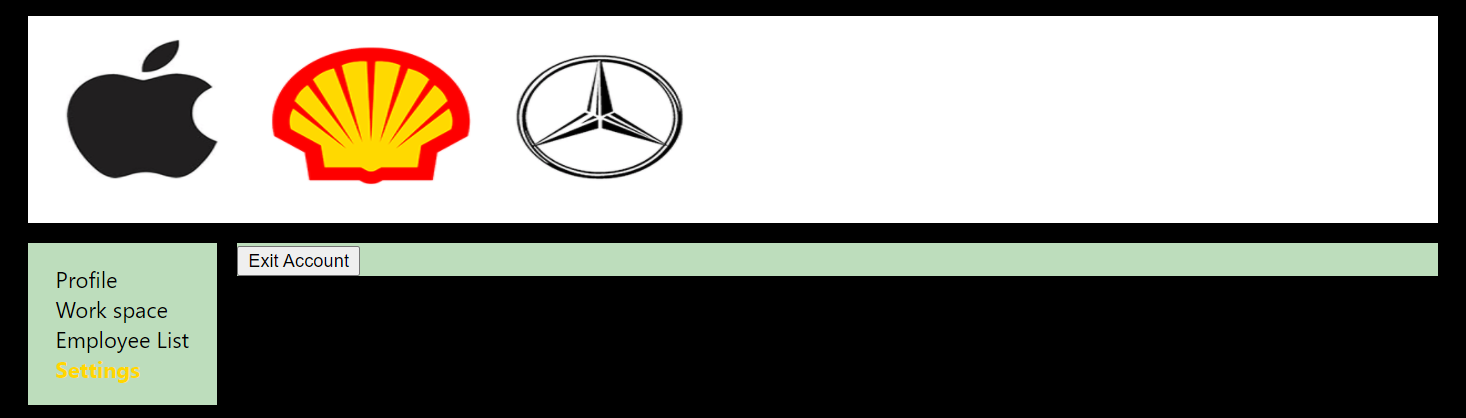 Exit Account
Profile
Work space
Employee List
Settings